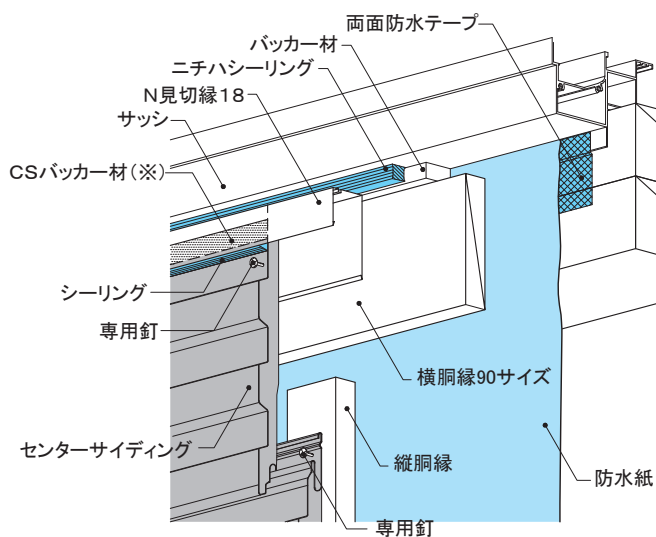 両面防水テープ
バッカー材
ニチハシーリング
N見切縁18
サッシ
CSバッカー材(※)
シーリング
専用釘
横胴縁90サイズ
センターサイディング
縦胴縁
防水紙
専用釘